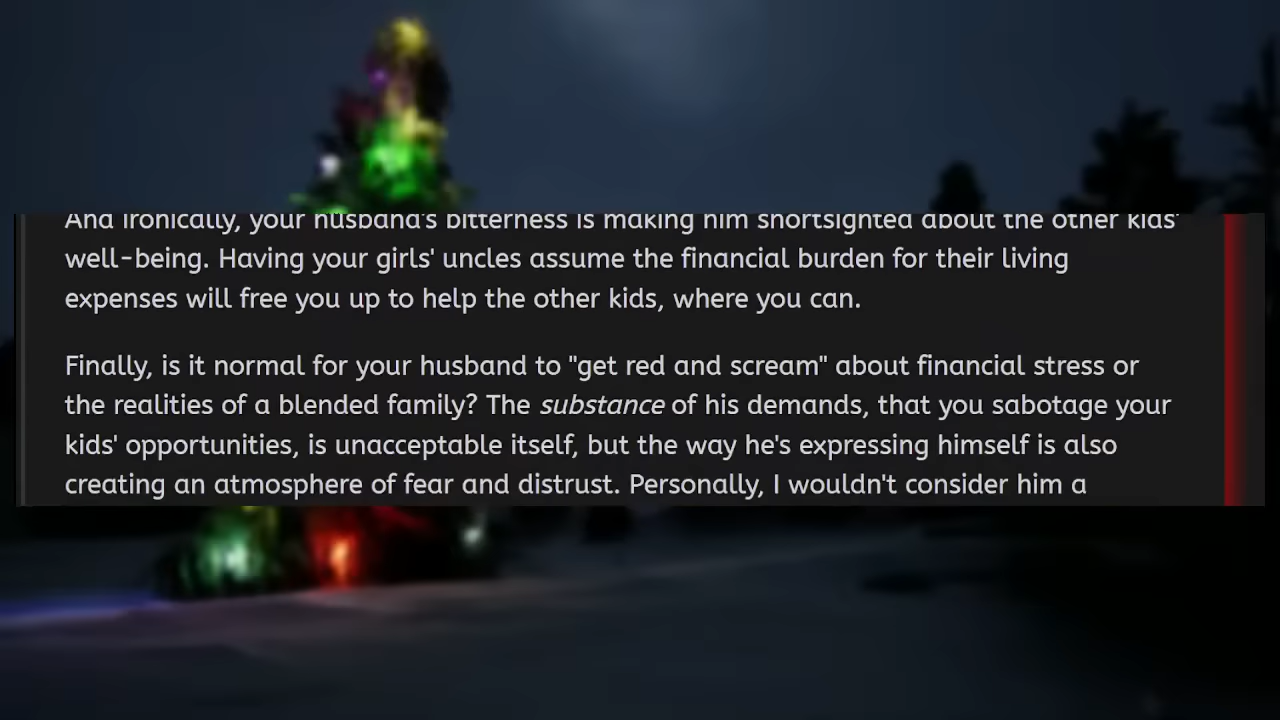 And ironically, your husband's bitterness is making him shortsighted about the other kids'
well-being. Having your girls' uncles assume the financial burden for their living
expenses will free you up to help the other kids, where you can.
Finally, is it normal for your husband to "get red and scream" about financial stress or
the realities of a blended family? The substance of his demands, that you sabotage your
kids' opportunities, is unacceptable itself, but the way he's expressing himself is also
creating an atmosphere of fear and distrust. Personally, I wouldn't consider him a